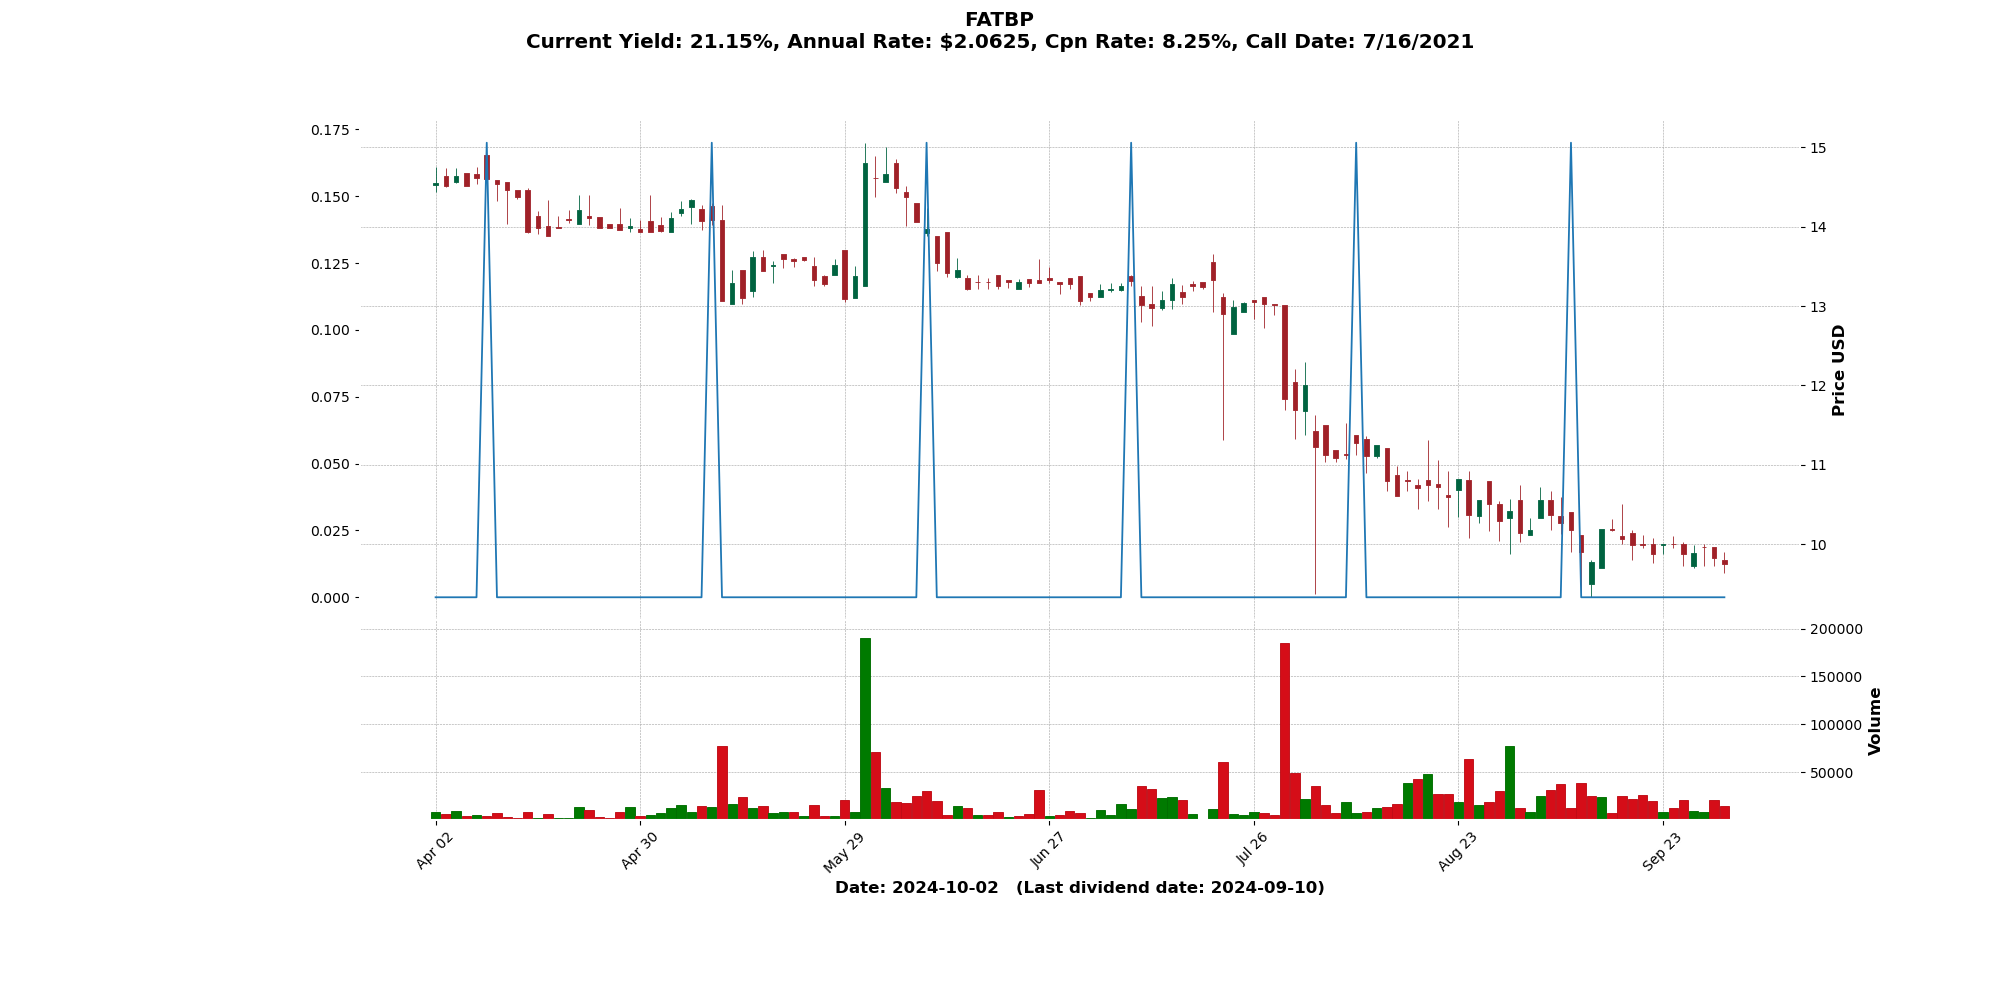 FATBP
Current Yield: 21.15%, Annual Rate: $2.0625, Cpn Rate: 8.25%, Call Date: 7/16/2021
0.175
0.150
0.125
0.100
0.075
0.050
0.025
0.000
15
14
13
12
11
10
Price USD
200000
150000
100000
50000
Volume
Apr 02
Apr 30
May 29
Jun 27
Jul 26
Aug 23
Sep 23
Date: 2024-10-02 (Last dividend date: 2024-09-10)